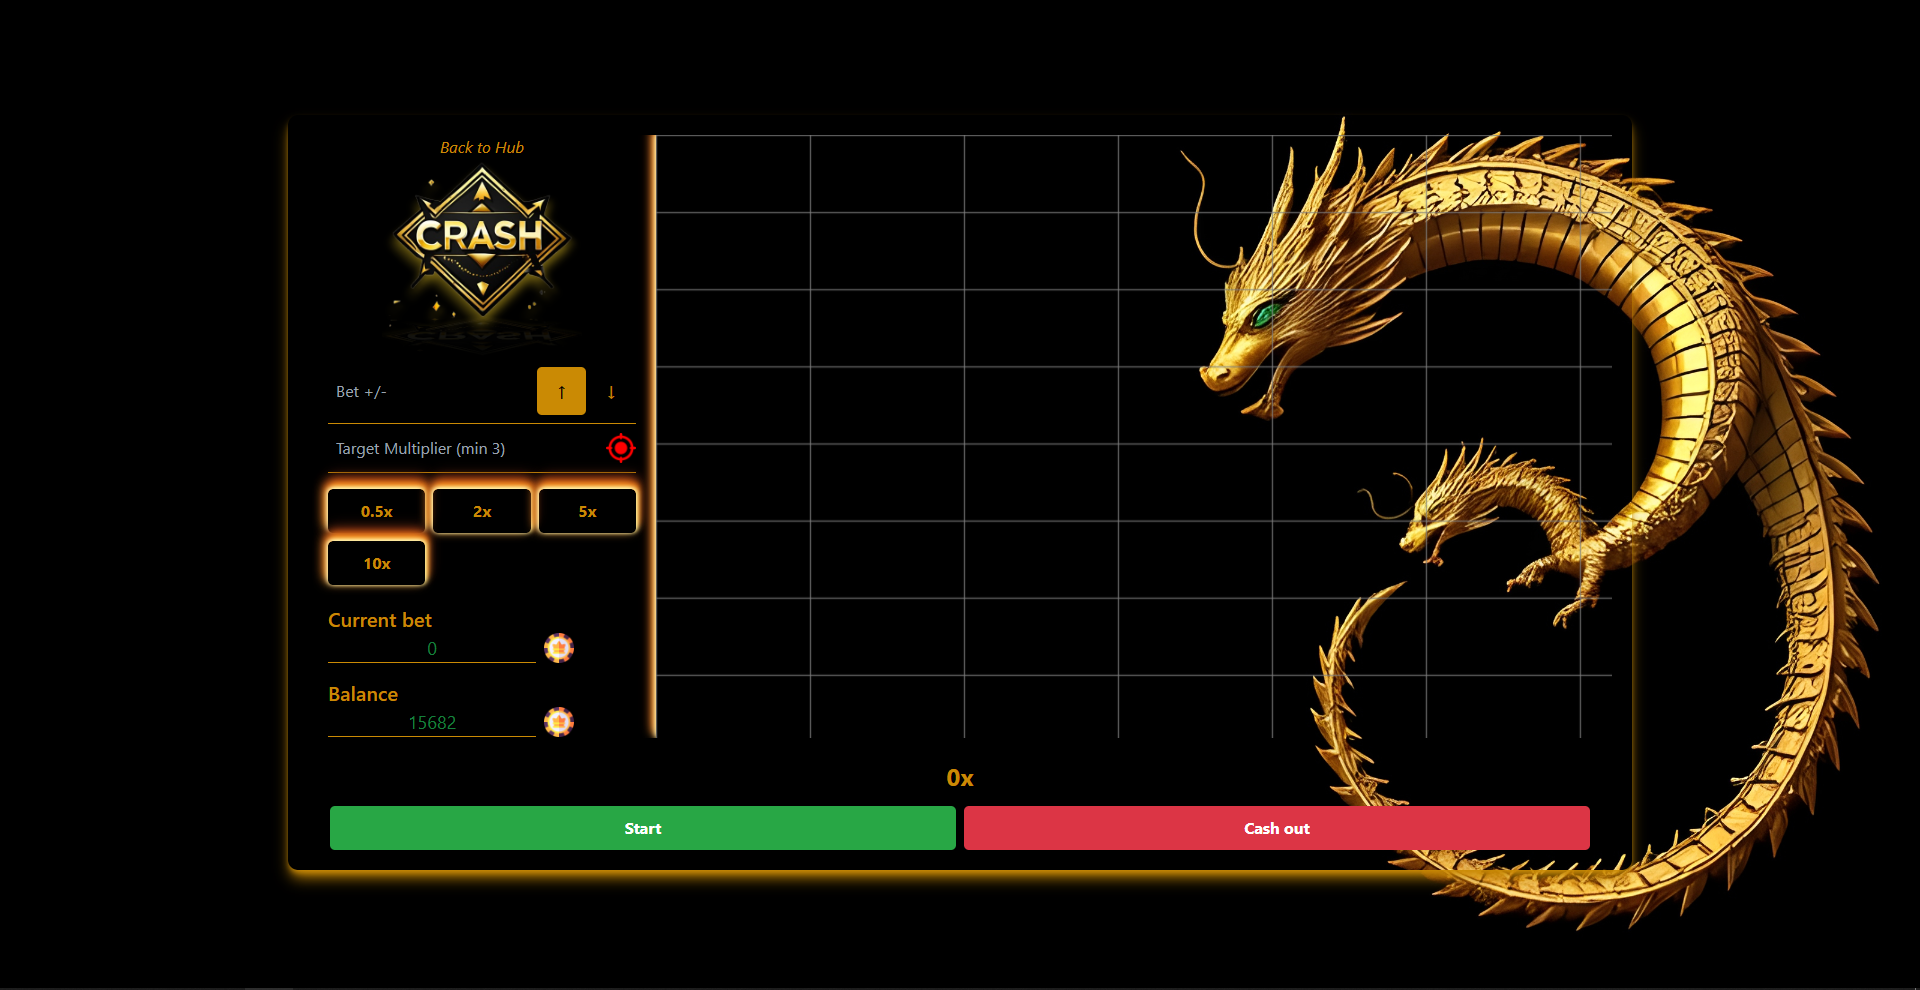 Back to Hub
CRASH
CRASH
Bet +/- ↑ ↓
Target Multiplier (min 3)
0.5x 2x 5x
10x
Current bet
0
Balance
15682
0x
Start Cash out